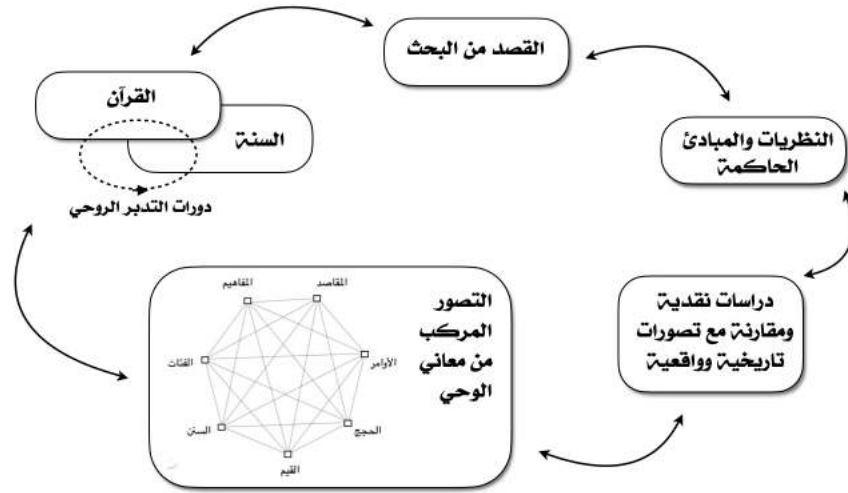 القصد من البحث
القرآن
السنة
دورات التدبر الروحي
النظريات والمبادئ
الحاكمة
دراسات نقدية
ومقارنة مع تصورات
تاريخية وواقعية
التصور
المركب
من معاني
الوحي
المقاصد
المفاهيم
الأوامر
الفئات
الحجج
السنن
القيم